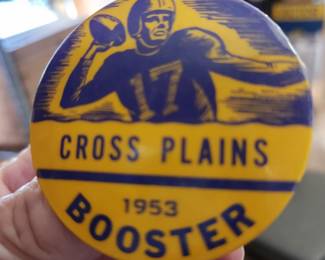 17
CROSS PLAINS
1953
BOOSTER